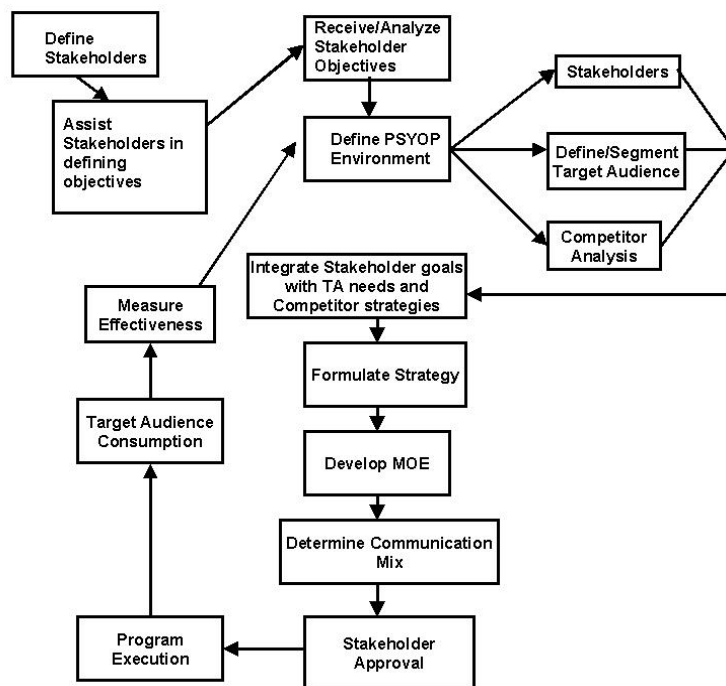 Define
Stakeholders
Assist
Stakeholders in
defining
objectives
Receive/Analyze
Stakeholder
Objectives
Define PSYOP
Environment
Stakeholders
Define/Segment
Target Audience
Competitor
Analysis
Integrate Stakeholder goals
with TA needs and
Competitor strategies
Formulate Strategy
Develop MOE
Determine Communication
Mix
Stakeholder
Approval
Program
Execution
Target Audience
Consumption
Measure
Effectiveness